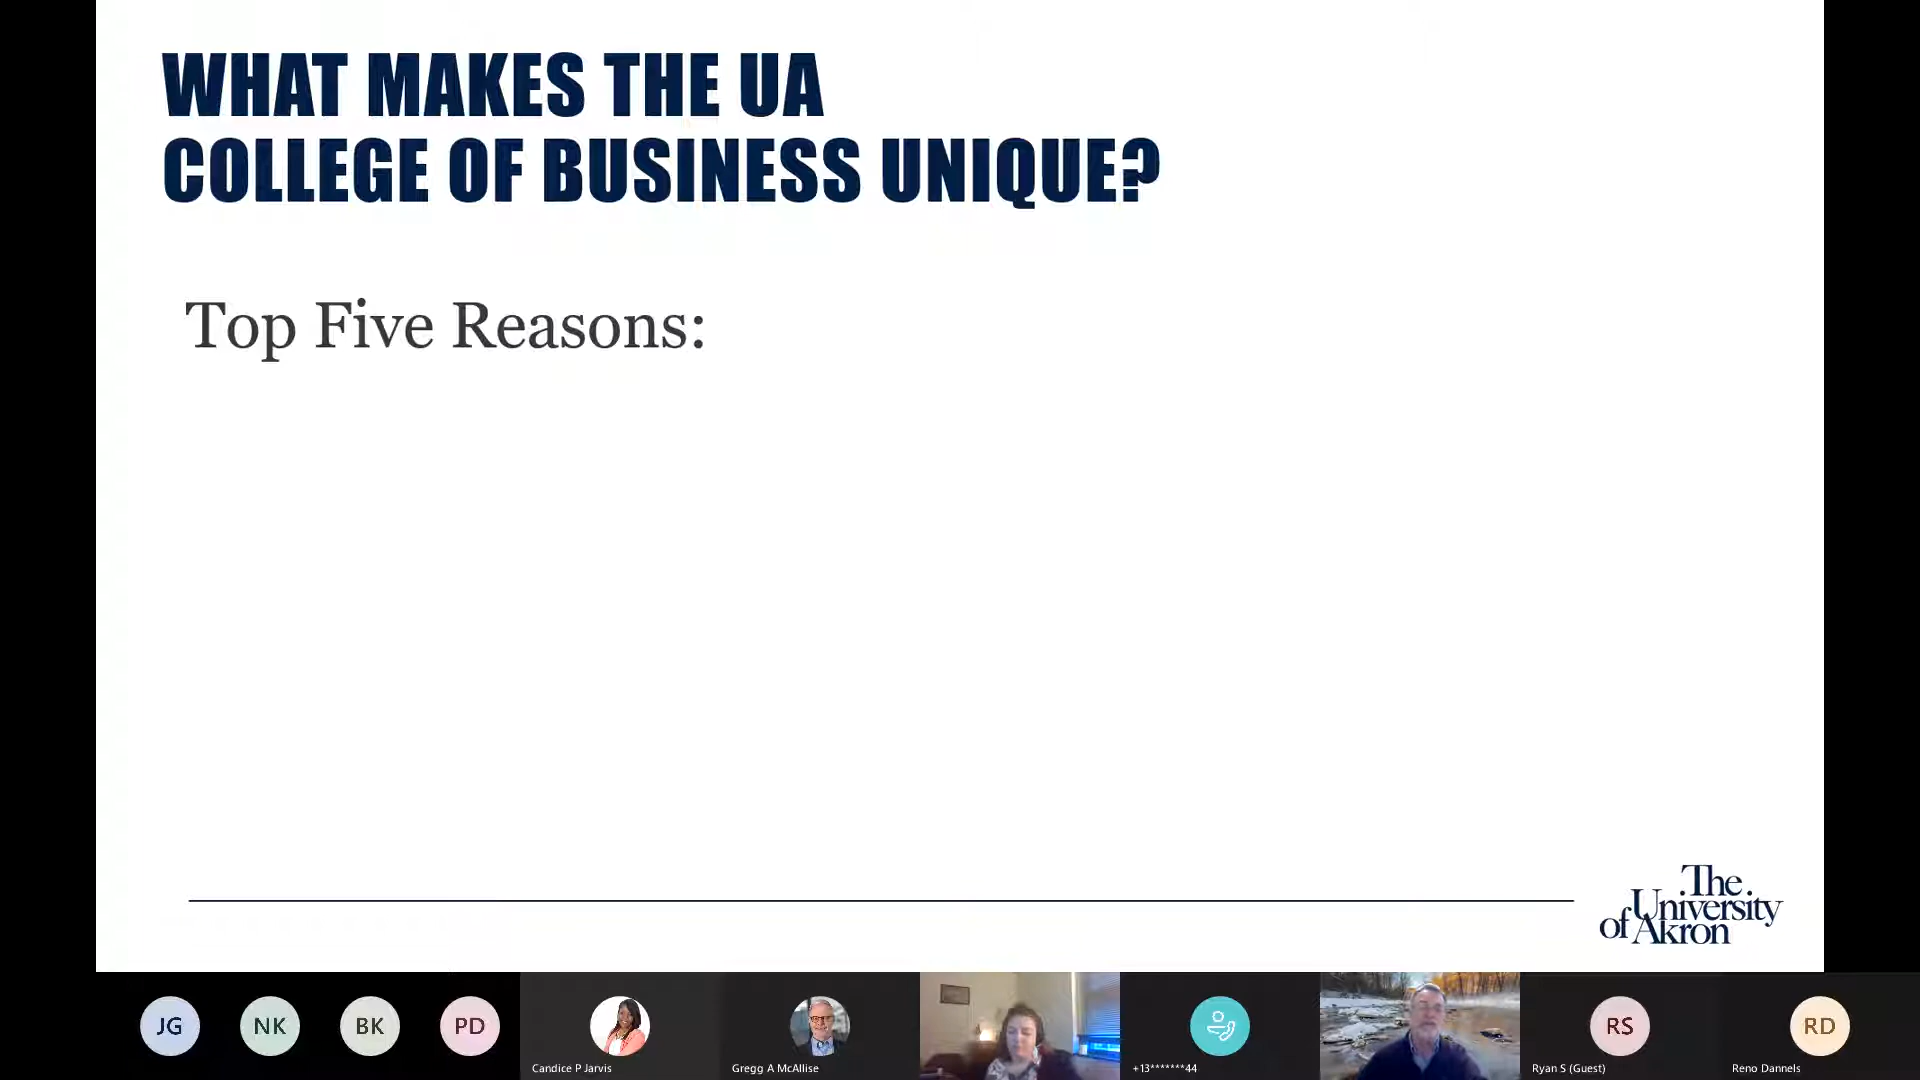 WHAT MAKES THE UA
COLLEGE OF BUSINESS UNIQUE?
Top Five Reasons:
The
University
of Akron
JG
NK
BK
PD
RS
RD
Candice P Jarvis
Gregg A McAllise
+13*******44
Ryan S (Guest)
Reno Dannels